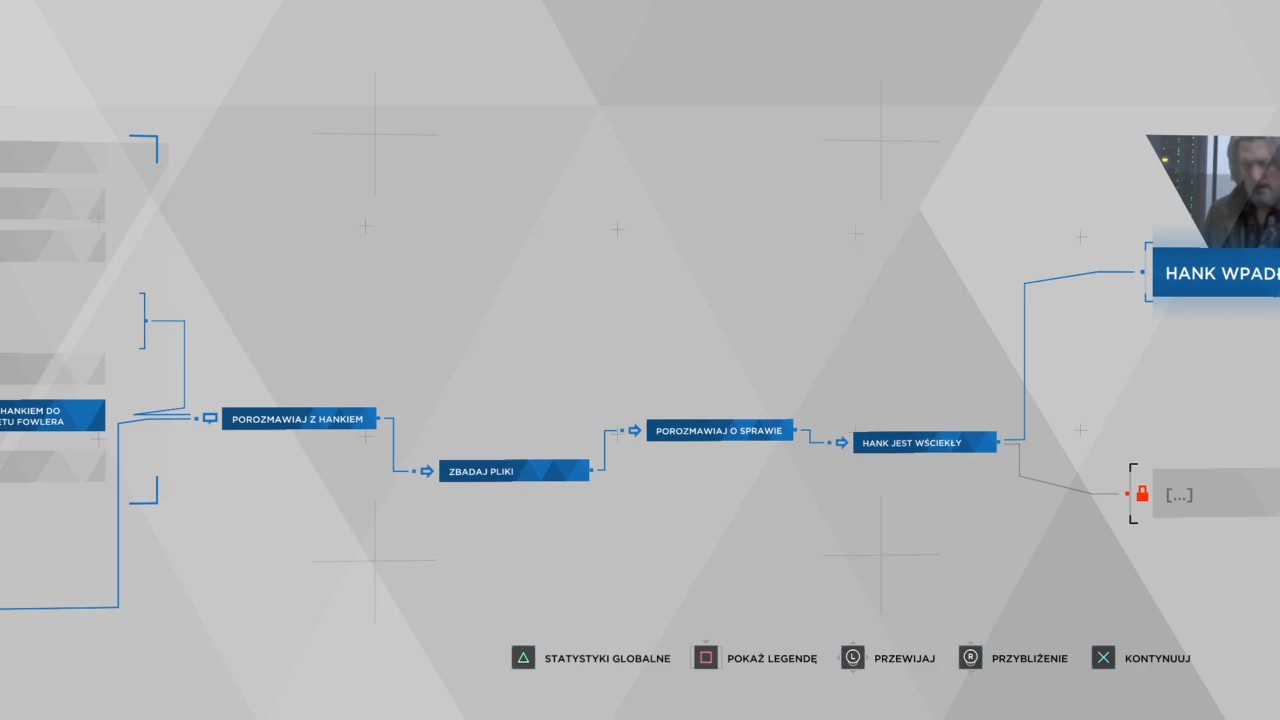 HANK WPADŁ
HANKIEM DO
ETU FOWLERA
POROZMAWIAJ Z HANKIEM
POROZMAWIAJ O SPRAWIE
HANK JEST WŚCIEKŁY
ZBADAJ PLIKI
[...]
STATYSTYKI GLOBALNE
POKAŻ LEGENDĘ
L
PRZEWIJAJ
R
PRZYBLIŻENIE
KONTYNUUJ